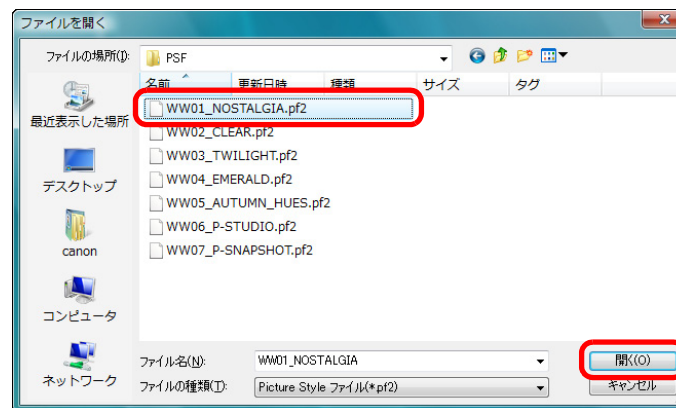 ファイルを開く
ファイルの場所(I):
PSF
名前 更新日時 種類 サイズ タグ
WW01_NOSTALGIA.pf2
WW02_CLEAR.pf2
WW03_TWILIGHT.pf2
WW04_EMERALD.pf2
WW05_AUTUMN_HUES.pf2
WW06_P-STUDIO.pf2
WW07_P-SNAPSHOT.pf2
最近表示した場所
デスクトップ
canon
コンピュータ
ネットワーク
ファイル名(N):
WW01_NOSTALGIA
開く(O)
ファイルの種類(T):
Picture Style ファイル(*pf2)
キャンセル